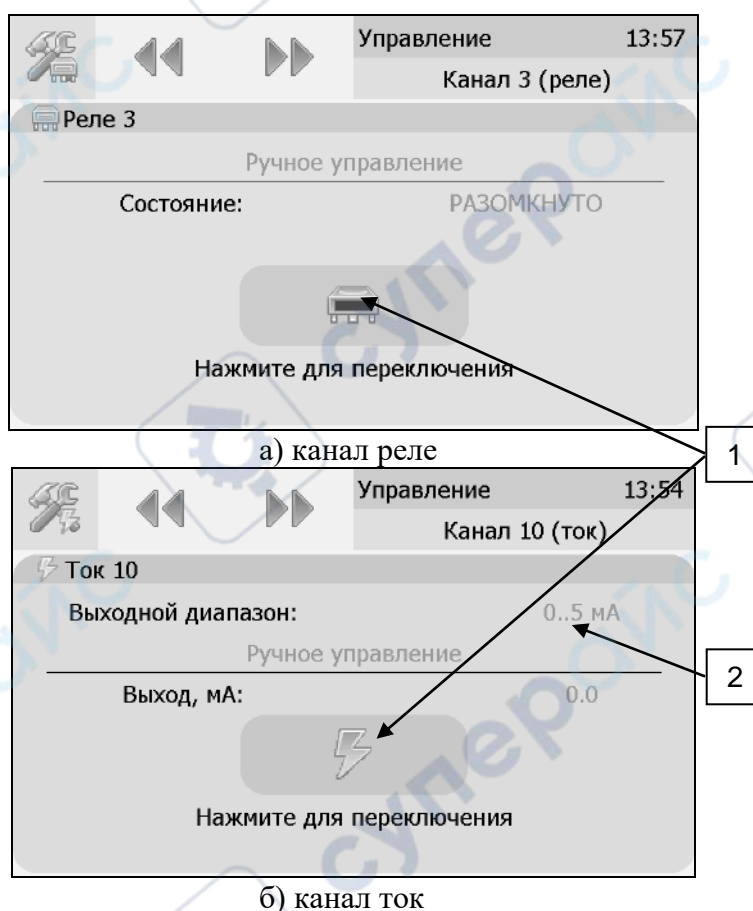 Управление 13:57
Канал 3 (реле)
Реле 3
Ручное управление
Состояние: РАЗОМКНУТО
Нажмите для переключения
а) канал реле
1
Управление 13:54
Канал 10 (ток)
Ток 10
Выходной диапазон: 0..5 мА
Ручное управление
2
Выход, мА: 0.0
Нажмите для переключения
б) канал ток
суперайс